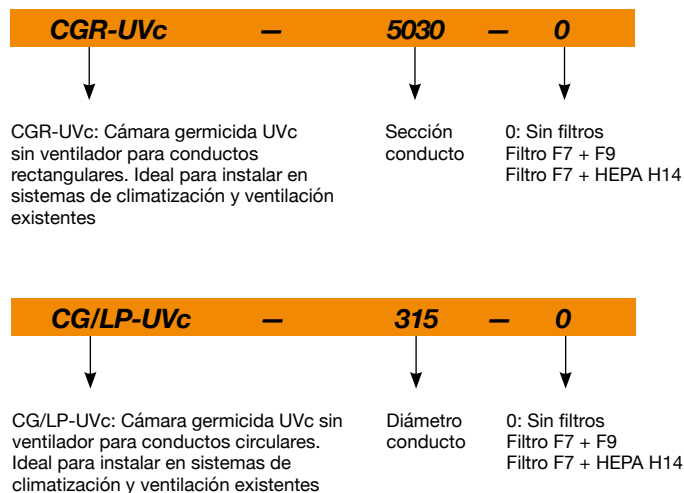 CGR-UVc – 5030 – 0
CGR-UVc: Cámara germicida UVc
sin ventilador para conductos
rectangulares. Ideal para instalar en
sistemas de climatización y ventilación
existentes
Sección
conducto
0: Sin filtros
Filtro F7 + F9
Filtro F7 + HEPA H14
CG/LP-UVc – 315 – 0
CG/LP-UVc: Cámara germicida UVc sin
ventilador para conductos circulares.
Ideal para instalar en sistemas de
climatización y ventilación existentes
Diámetro
conducto
0: Sin filtros
Filtro F7 + F9
Filtro F7 + HEPA H14